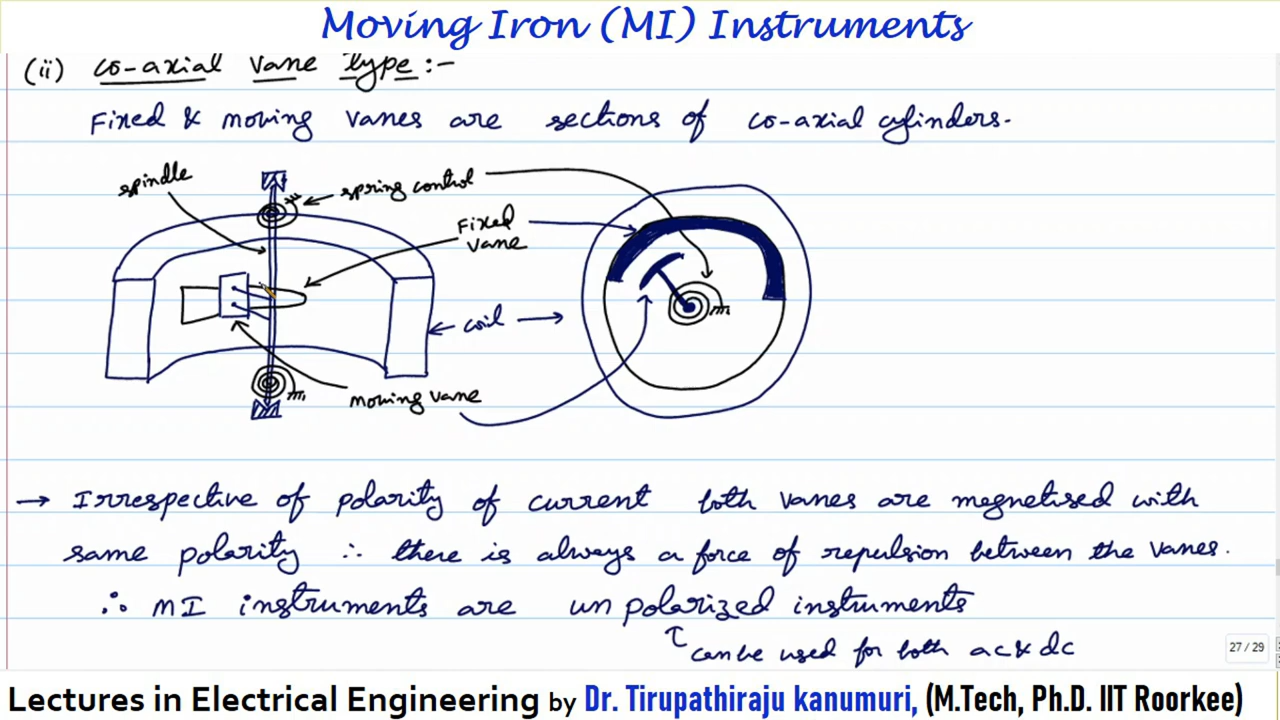 Moving Iron (MI) Instruments
(ii) co-axial vane type :-
Fixed & moving vanes are sections of co-axial cylinders.
spindle
spring control
Fixed
vane
coil
moving vane
→ Irrespective of polarity of current both vanes are megnetised with
same polarity ∴ there is always a force of repulsion between the vanes.
∴ MI instruments are un polarized instruments
can be used for both ac & dc
27 / 29
Lectures in Electrical Engineering by Dr. Tirupathiraju kanumuri, (M.Tech, Ph.D. IIT Roorkee)